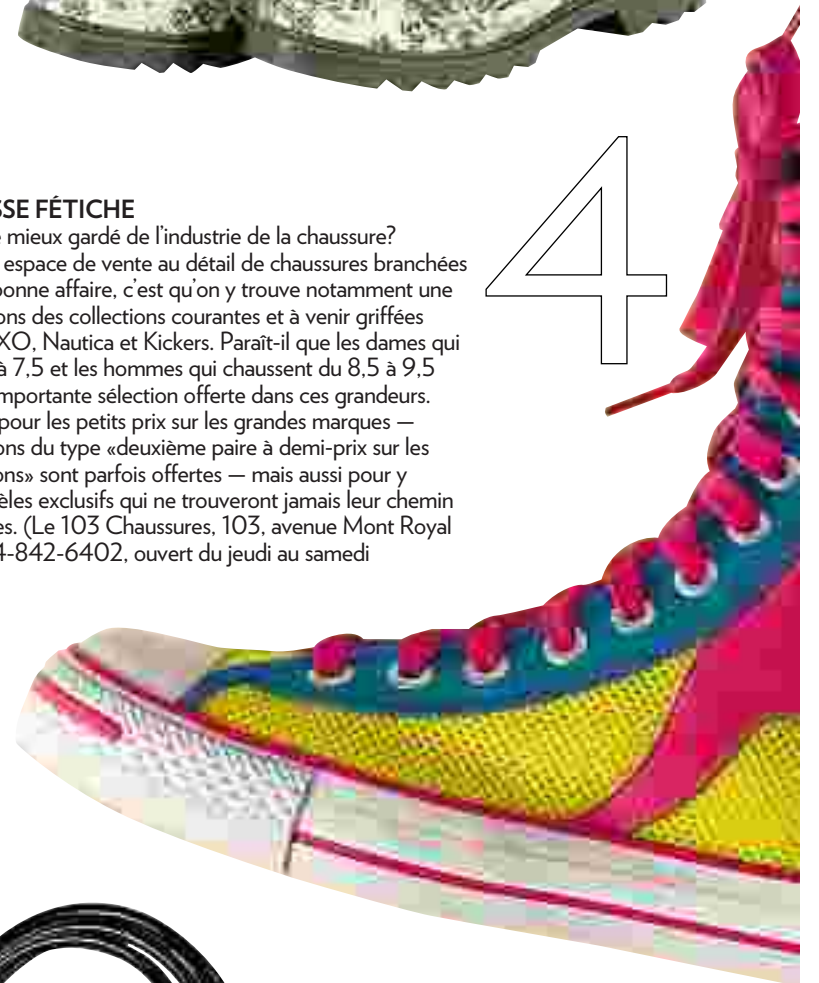 FÉTICHE
mieux gardé de l'industrie de la chaussure?
espace de vente au détail de chaussures branchées
bonne affaire, c'est qu'on y trouve notamment une
des collections courantes et à venir griffées
XO, Nautica et Kickers. Paraît-il que les dames qui
à 7,5 et les hommes qui chaussent du 8,5 à 9,5
importante sélection offerte dans ces grandeurs.
pour les petits prix sur les grandes marques —
ons du type «deuxième paire à demi-prix sur les
ons» sont parfois offertes — mais aussi pour y
èles exclusifs qui ne trouveront jamais leur chemin
es. (Le 103 Chaussures, 103, avenue Mont Royal
4-842-6402, ouvert du jeudi au samedi
4